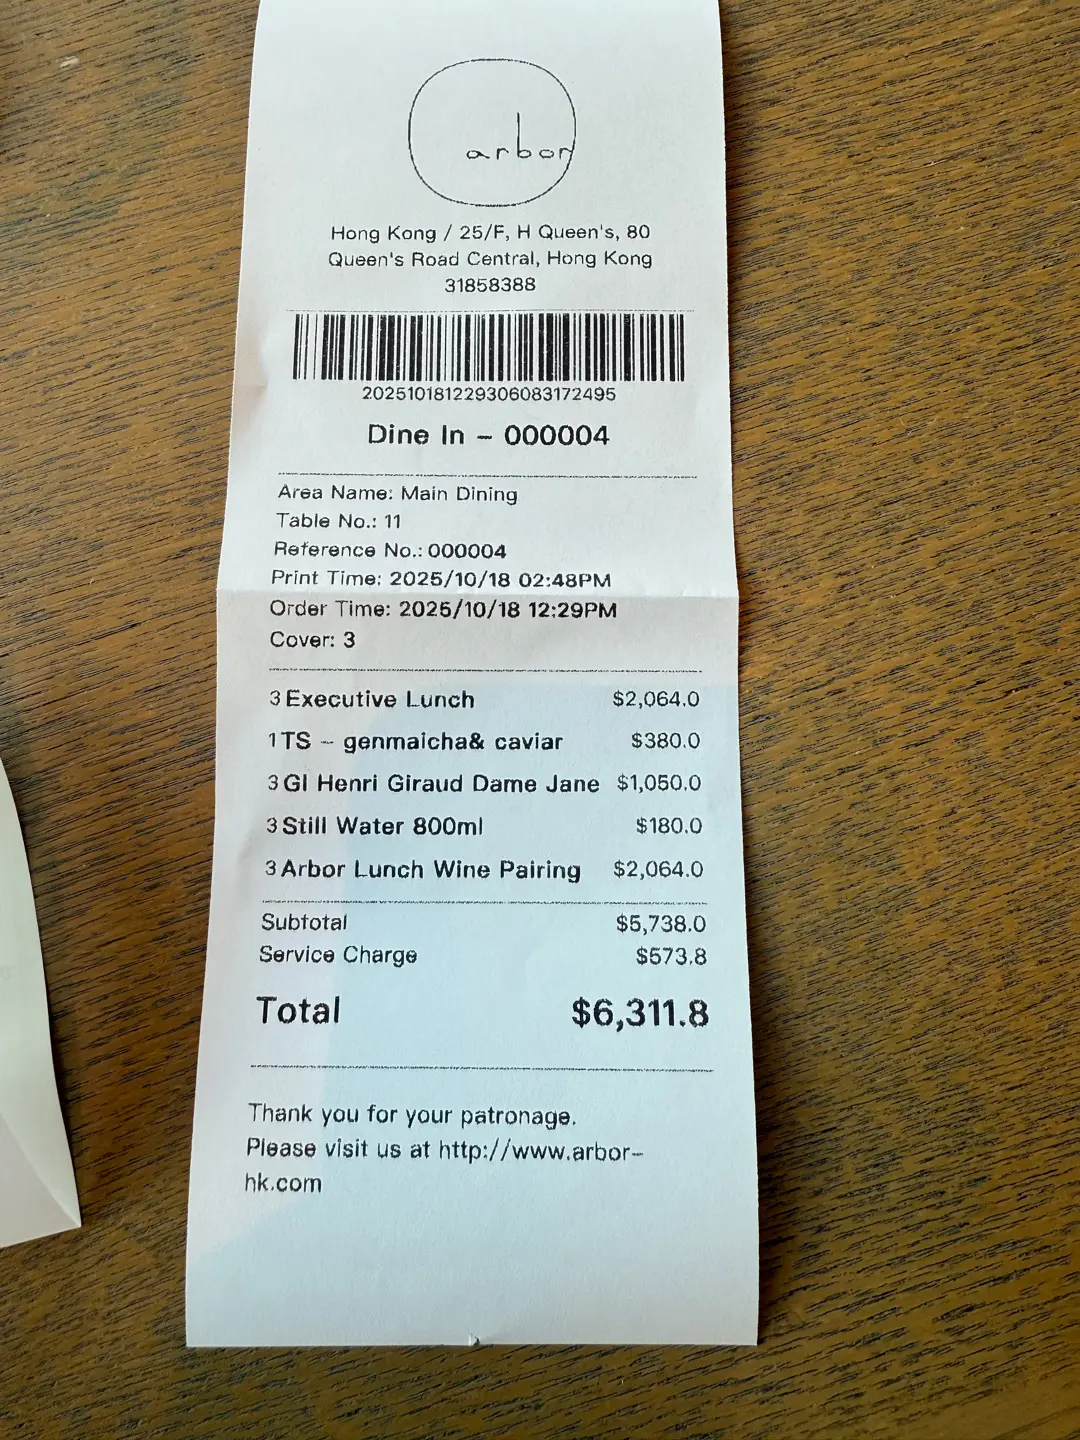 arbor
Hong Kong / 25/F, H Queen's, 80
Queen's Road Central, Hong Kong
31858388
2025101812293060831​72495
Dine In – 000004
Area Name: Main Dining
Table No.: 11
Reference No.: 000004
Print Time: 2025/10/18 02:48PM
Order Time: 2025/10/18 12:29PM
Cover: 3
3 Executive Lunch $2,064.0
1 TS – genmaicha& caviar $380.0
3 Gl Henri Giraud Dame Jane $1,050.0
3 Still Water 800ml $180.0
3 Arbor Lunch Wine Pairing $2,064.0
Subtotal $5,738.0
Service Charge $573.8
Total $6,311.8
Thank you for your patronage.
Please visit us at http://www.arbor-
hk.com